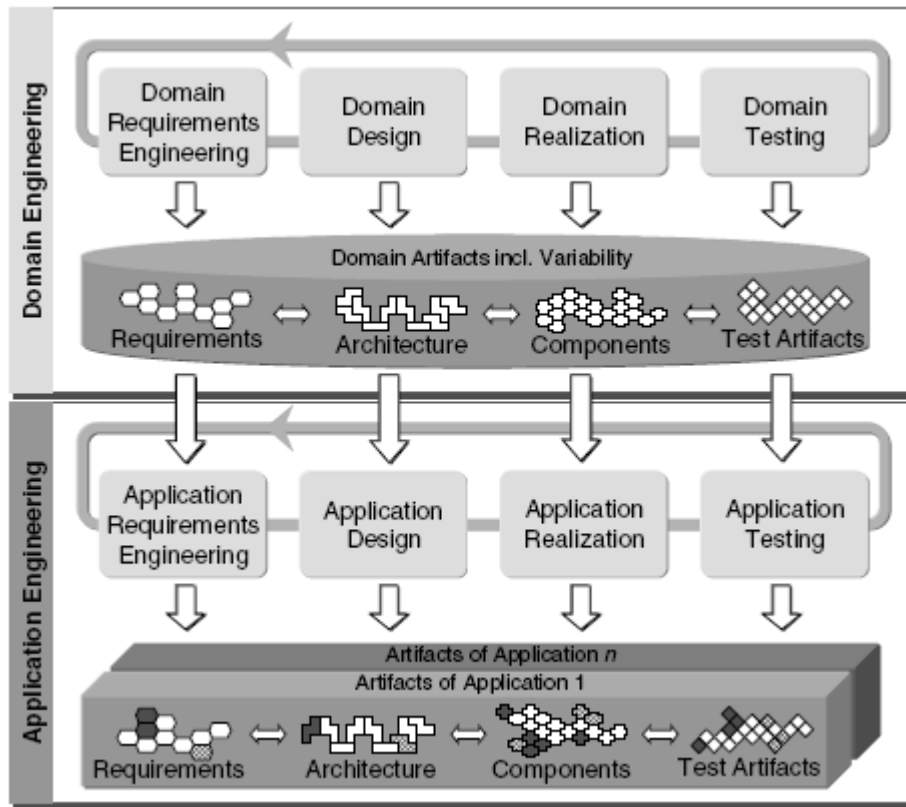 Domain Engineering
Domain
Requirements
Engineering
Domain
Design
Domain
Realization
Domain
Testing
Domain Artifacts incl. Variability
Requirements
Architecture
Components
Test Artifacts
Application Engineering
Application
Requirements
Engineering
Application
Design
Application
Realization
Application
Testing
Artifacts of Application n
Artifacts of Application 1
Requirements
Architecture
Components
Test Artifacts